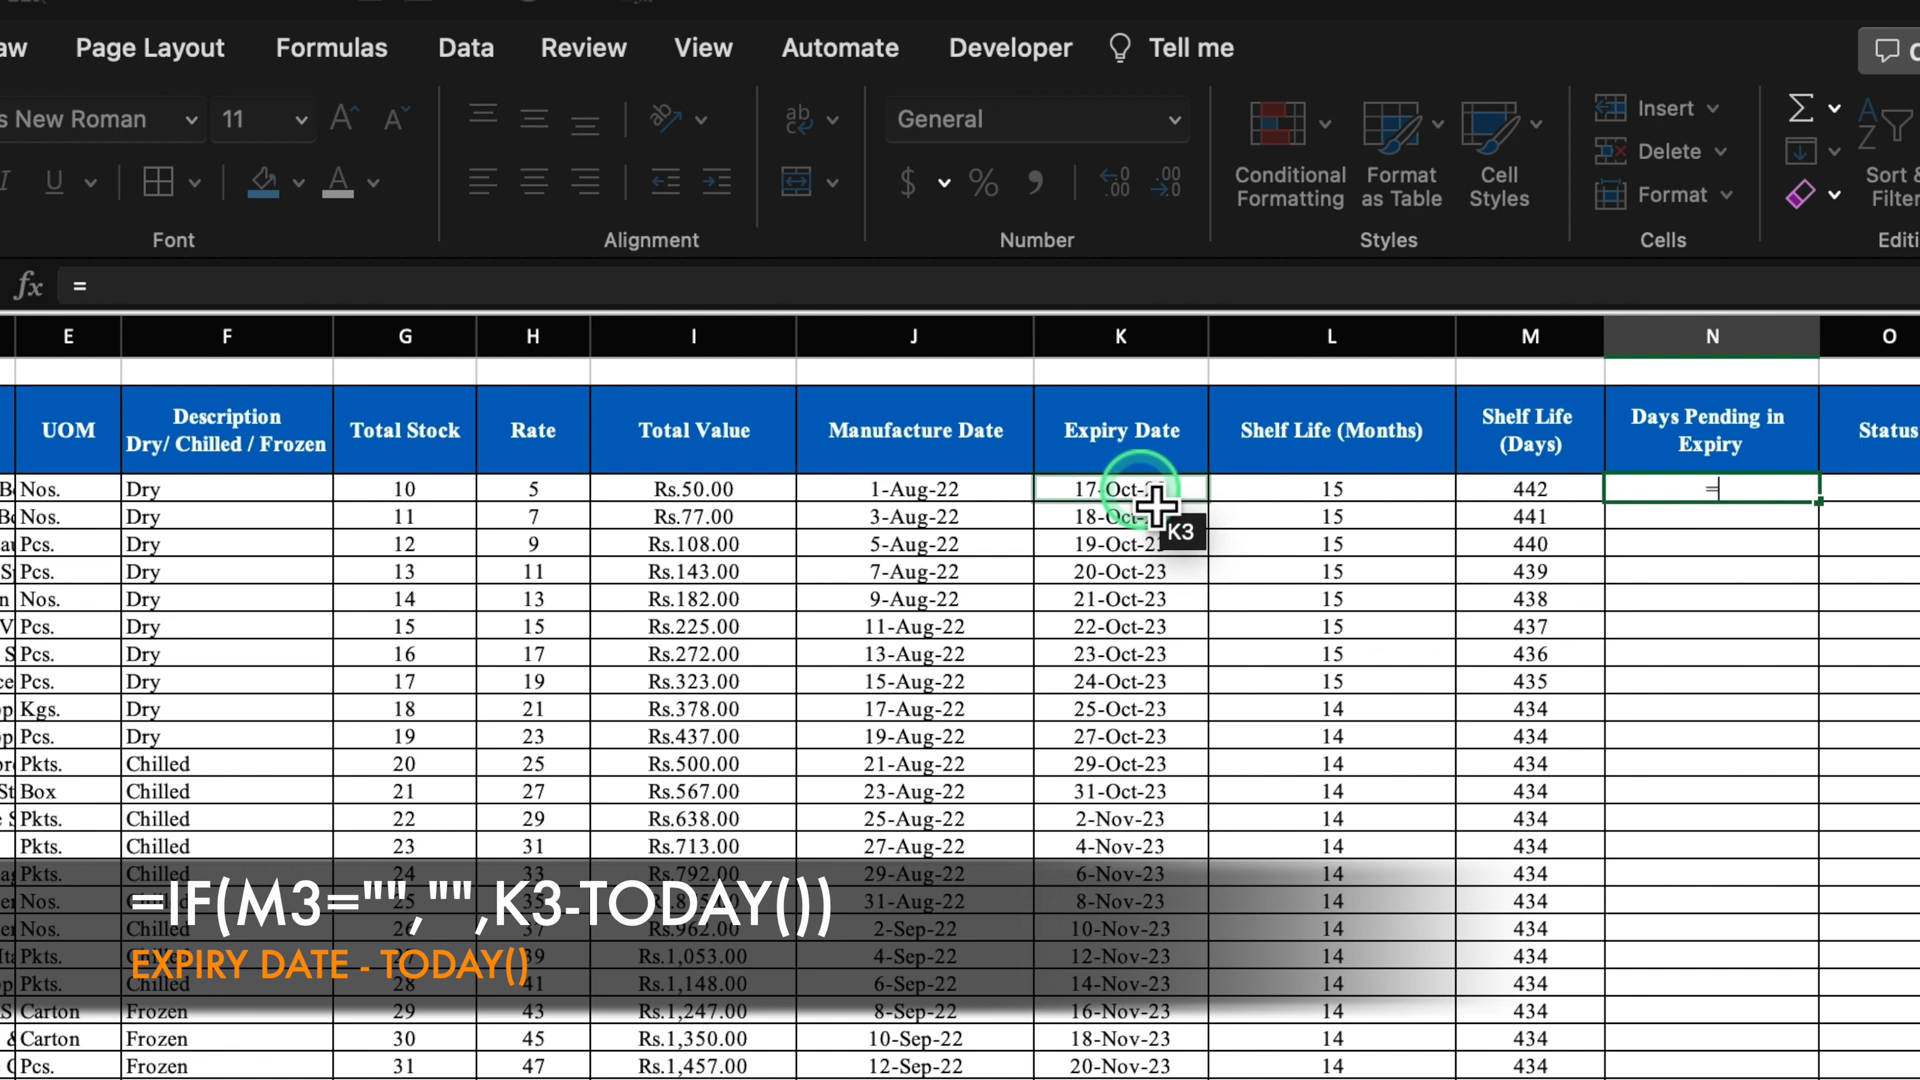 aw Page Layout Formulas Data Review View Automate Developer Tell me
s New Roman 11 General
Insert
Delete
Format
Conditional Formatting
Format as Table
Cell Styles
Sort &
Filter
U $ % .00
Font Alignment Number Styles Cells Editi
fx =
E F G H I J K L M N O
UOM Description Dry/ Chilled / Frozen Total Stock Rate Total Value Manufacture Date Expiry Date Shelf Life (Months) Shelf Life (Days) Days Pending in Expiry Status
Nos. Dry 10 5 Rs.50.00 1-Aug-22 17-Oct- 15 442 =
Nos. Dry 11 7 Rs.77.00 3-Aug-22 18-Oct- 15 441
K3
Pcs. Dry 12 9 Rs.108.00 5-Aug-22 19-Oct-2 15 440
Pcs. Dry 13 11 Rs.143.00 7-Aug-22 20-Oct-23 15 439
Nos. Dry 14 13 Rs.182.00 9-Aug-22 21-Oct-23 15 438
Pcs. Dry 15 15 Rs.225.00 11-Aug-22 22-Oct-23 15 437
Pcs. Dry 16 17 Rs.272.00 13-Aug-22 23-Oct-23 15 436
Pcs. Dry 17 19 Rs.323.00 15-Aug-22 24-Oct-23 15 435
Kgs. Dry 18 21 Rs.378.00 17-Aug-22 25-Oct-23 14 434
Pcs. Dry 19 23 Rs.437.00 19-Aug-22 27-Oct-23 14 434
Pkts. Chilled 20 25 Rs.500.00 21-Aug-22 29-Oct-23 14 434
Box Chilled 21 27 Rs.567.00 23-Aug-22 31-Oct-23 14 434
Pkts. Chilled 22 29 Rs.638.00 25-Aug-22 2-Nov-23 14 434
Pkts. Chilled 23 31 Rs.713.00 27-Aug-22 4-Nov-23 14 434
Pkts. Chilled 24 33 Rs.792.00 29-Aug-22 6-Nov-23 14 434
=IF(M3="","",K3-TODAY())
Nos. 25 35 31-Aug-22 8-Nov-23 14 434
Nos. 26 37 Rs.962.00 2-Sep-22 10-Nov-23 14 434
EXPIRY DATE - TODAY()
Pkts. 39 Rs.1,053.00 4-Sep-22 12-Nov-23 14 434
Pkts. Chilled 28 41 Rs.1,148.00 6-Sep-22 14-Nov-23 14 434
Carton Frozen 29 43 Rs.1,247.00 8-Sep-22 16-Nov-23 14 434
Carton Frozen 30 45 Rs.1,350.00 10-Sep-22 18-Nov-23 14 434
Pcs. Frozen 31 47 Rs.1,457.00 12-Sep-22 20-Nov-23 14 434